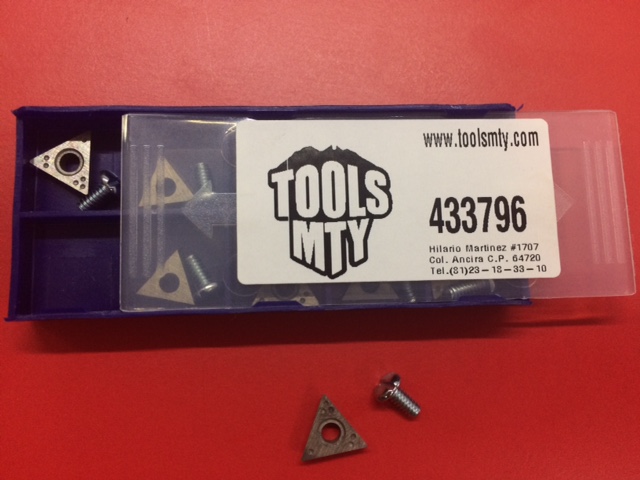 www.toolsmty.com
TOOLS
MTY
433796
Hilario Martinez #1707
Col. Ancira C.P. 64720
Tel.(81)23-18-33-10